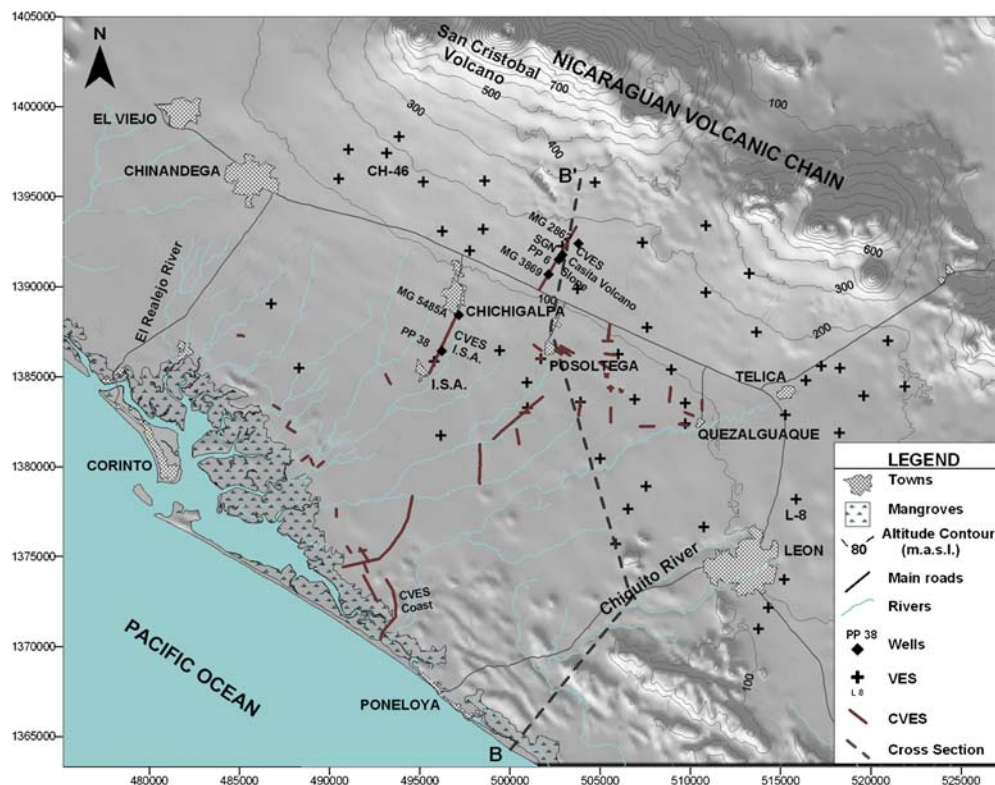 1405000
1400000
1395000
1390000
1385000
1380000
1375000
1370000
1365000
N
San Cristobal
Volcano
NICARAGUAN VOLCANIC CHAIN
700
500
300
400
100
EL VIEJO
CHINANDEGA
CH-46
B'
El Realejo River
MG 2862
SGN
PP 6
MG 3869
CVES
Casita Volcano
Slope
600
300
200
100
MG 5485A
CHICHIGALPA
PP 38
CVES
I.S.A.
I.S.A.
POSOLTEGA
TELICA
QUEZALGUAQUE
CORINTO
L-8
LEON
Chiquito River
CVES
Coast
PACIFIC OCEAN
PONELOYA
100
B
LEGEND
Towns
Mangroves
80
Altitude Contour
(m.a.s.l.)
Main roads
Rivers
PP 38
Wells
VES
L 8
CVES
Cross Section
480000 485000 490000 495000 500000 505000 510000 515000 520000 525000